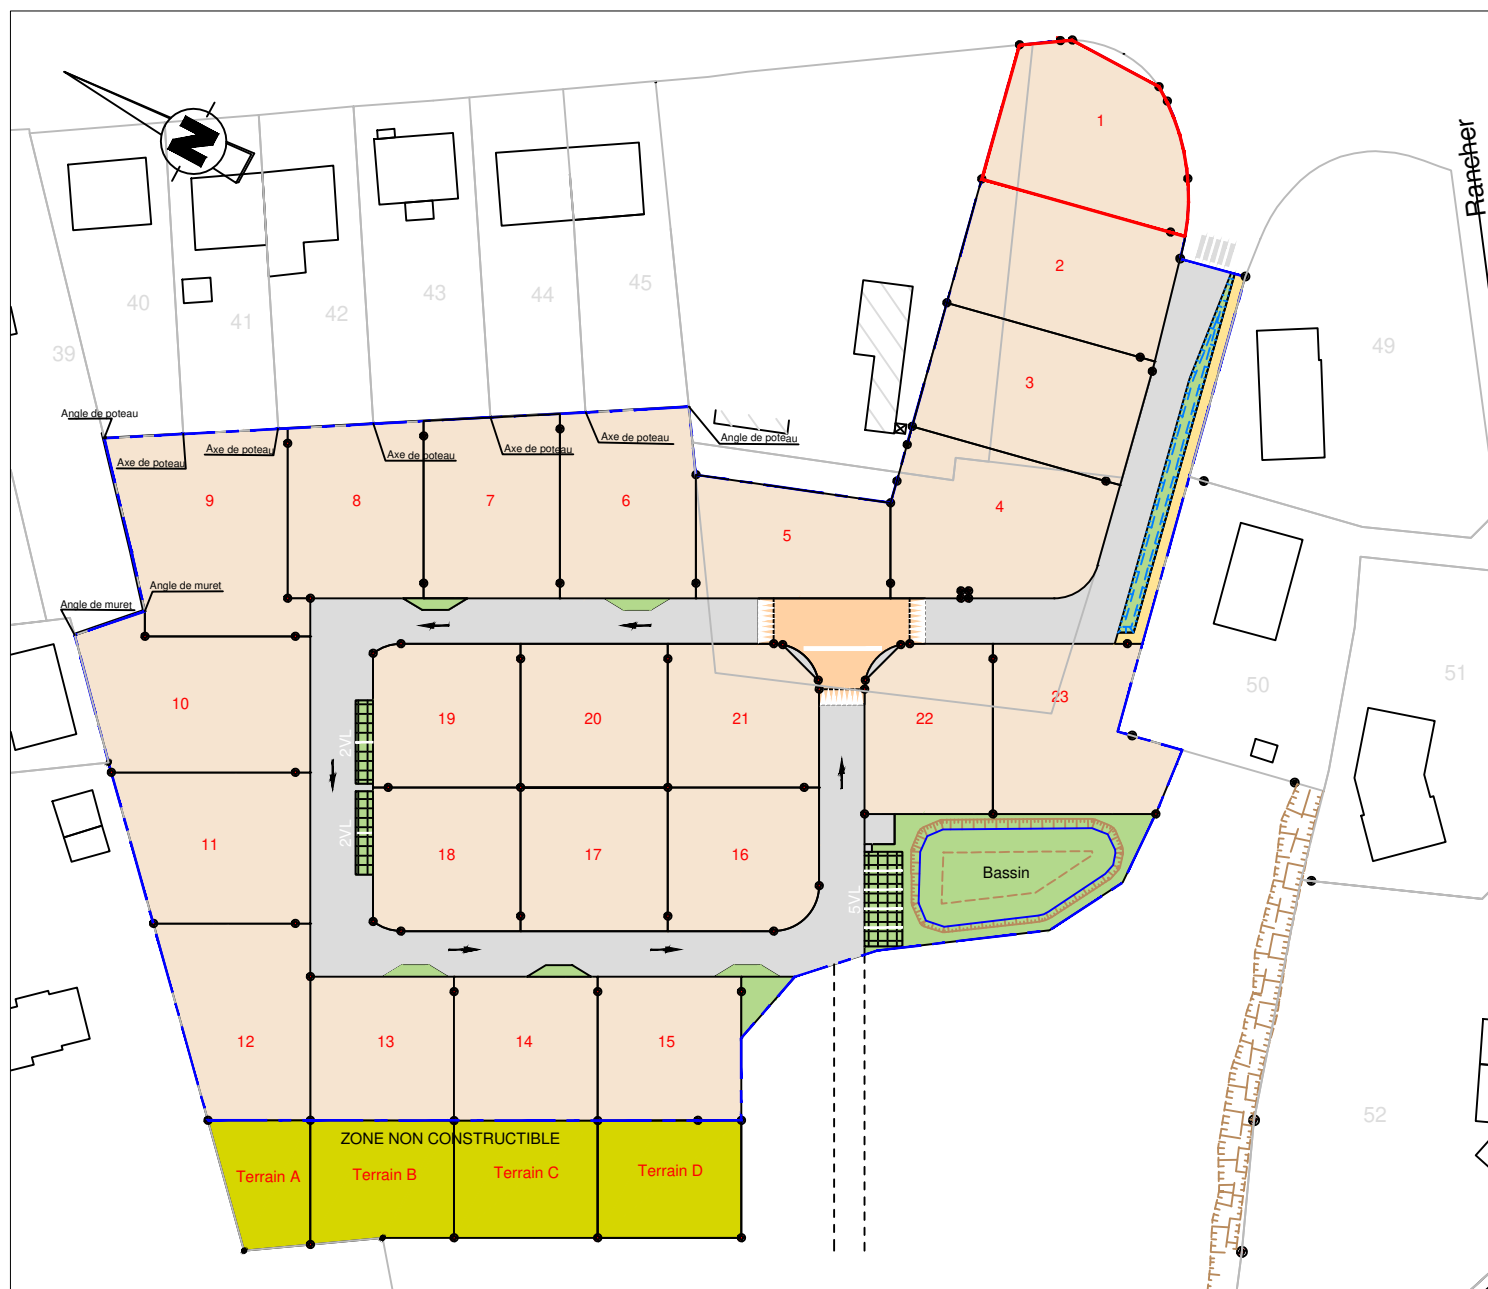 N
Rancher
1
2
3
4
5
6
7
8
9
10
11
12
13
14
15
16
17
18
19
20
21
22
23
39
40
41
42
43
44
45
49
50
51
52
Angle de poteau
Axe de poteau
Axe de poteau
Axe de poteau
Axe de poteau
Axe de poteau
Angle de poteau
Angle de muret
Angle de muret
2VL
2VL
5VL
Bassin
ZONE NON CONSTRUCTIBLE
Terrain A
Terrain B
Terrain C
Terrain D